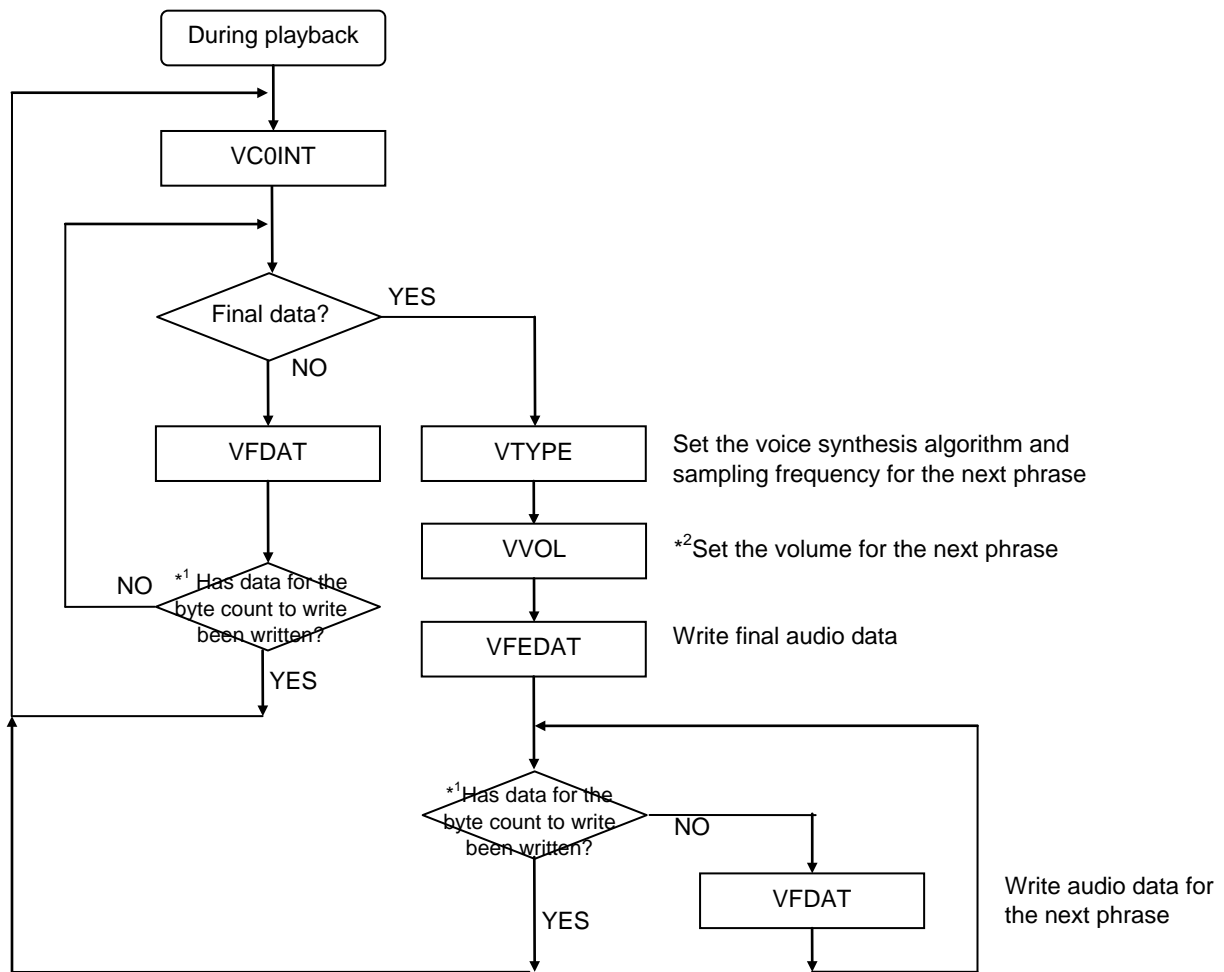 During playback
VC0INT
Final data?
YES
NO
VFDAT
VTYPE
Set the voice synthesis algorithm and
sampling frequency for the next phrase
VVOL
*2Set the volume for the next phrase
NO
*1 Has data for the
byte count to write
been written?
VFEDAT
Write final audio data
YES
*1Has data for the
byte count to write
been written?
NO
VFDAT
Write audio data for
the next phrase
YES